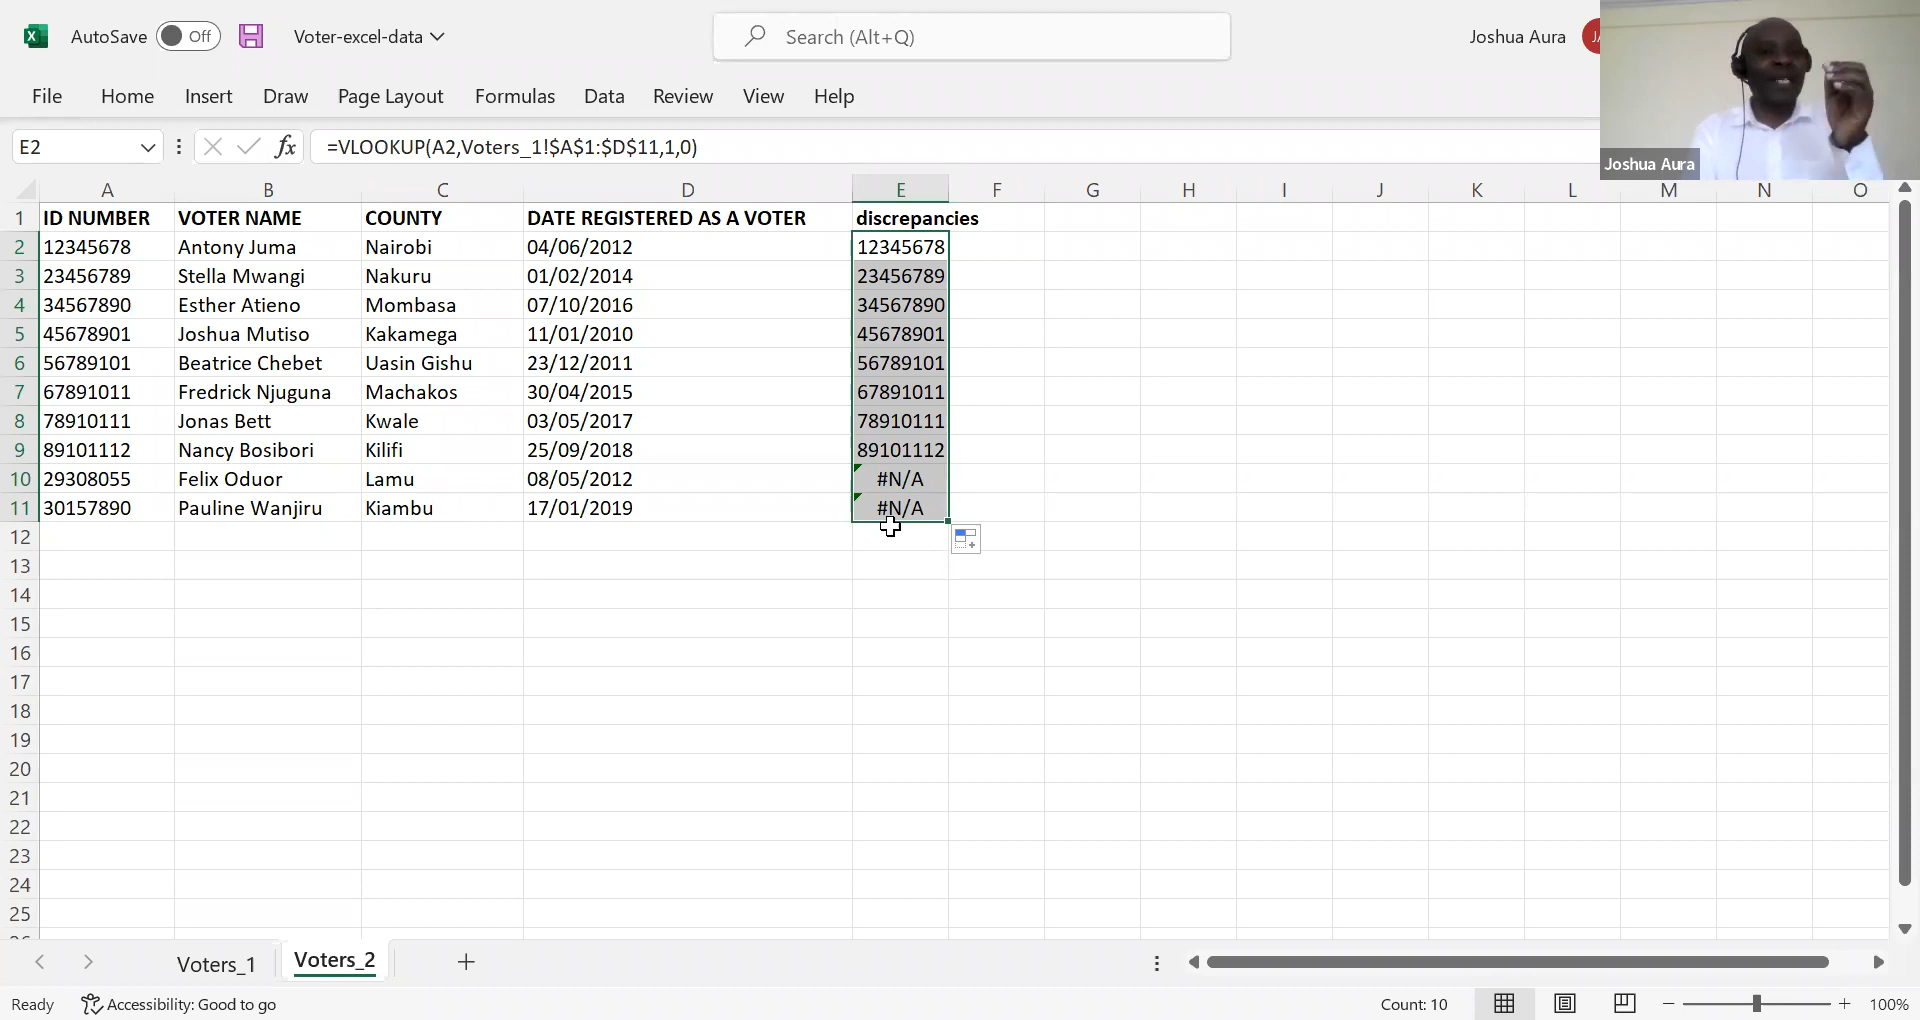 AutoSave Off Voter-excel-data Search (Alt+Q) Joshua Aura
File Home Insert Draw Page Layout Formulas Data Review View Help
E2 fx =VLOOKUP(A2,Voters_1!$A$1:$D$11,1,0)
Joshua Aura
A B C D E F G H I J K L M N O
1 ID NUMBER VOTER NAME COUNTY DATE REGISTERED AS A VOTER discrepancies
2 12345678 Antony Juma Nairobi 04/06/2012 12345678
3 23456789 Stella Mwangi Nakuru 01/02/2014 23456789
4 34567890 Esther Atieno Mombasa 07/10/2016 34567890
5 45678901 Joshua Mutiso Kakamega 11/01/2010 45678901
6 56789101 Beatrice Chebet Uasin Gishu 23/12/2011 56789101
7 67891011 Fredrick Njuguna Machakos 30/04/2015 67891011
8 78910111 Jonas Bett Kwale 03/05/2017 78910111
9 89101112 Nancy Bosibori Kilifi 25/09/2018 89101112
10 29308055 Felix Oduor Lamu 08/05/2012 #N/A
11 30157890 Pauline Wanjiru Kiambu 17/01/2019 #N/A
12
13
14
15
16
17
18
19
20
21
22
23
24
25
Voters_1 Voters_2
Ready Accessibility: Good to go Count: 10 100%